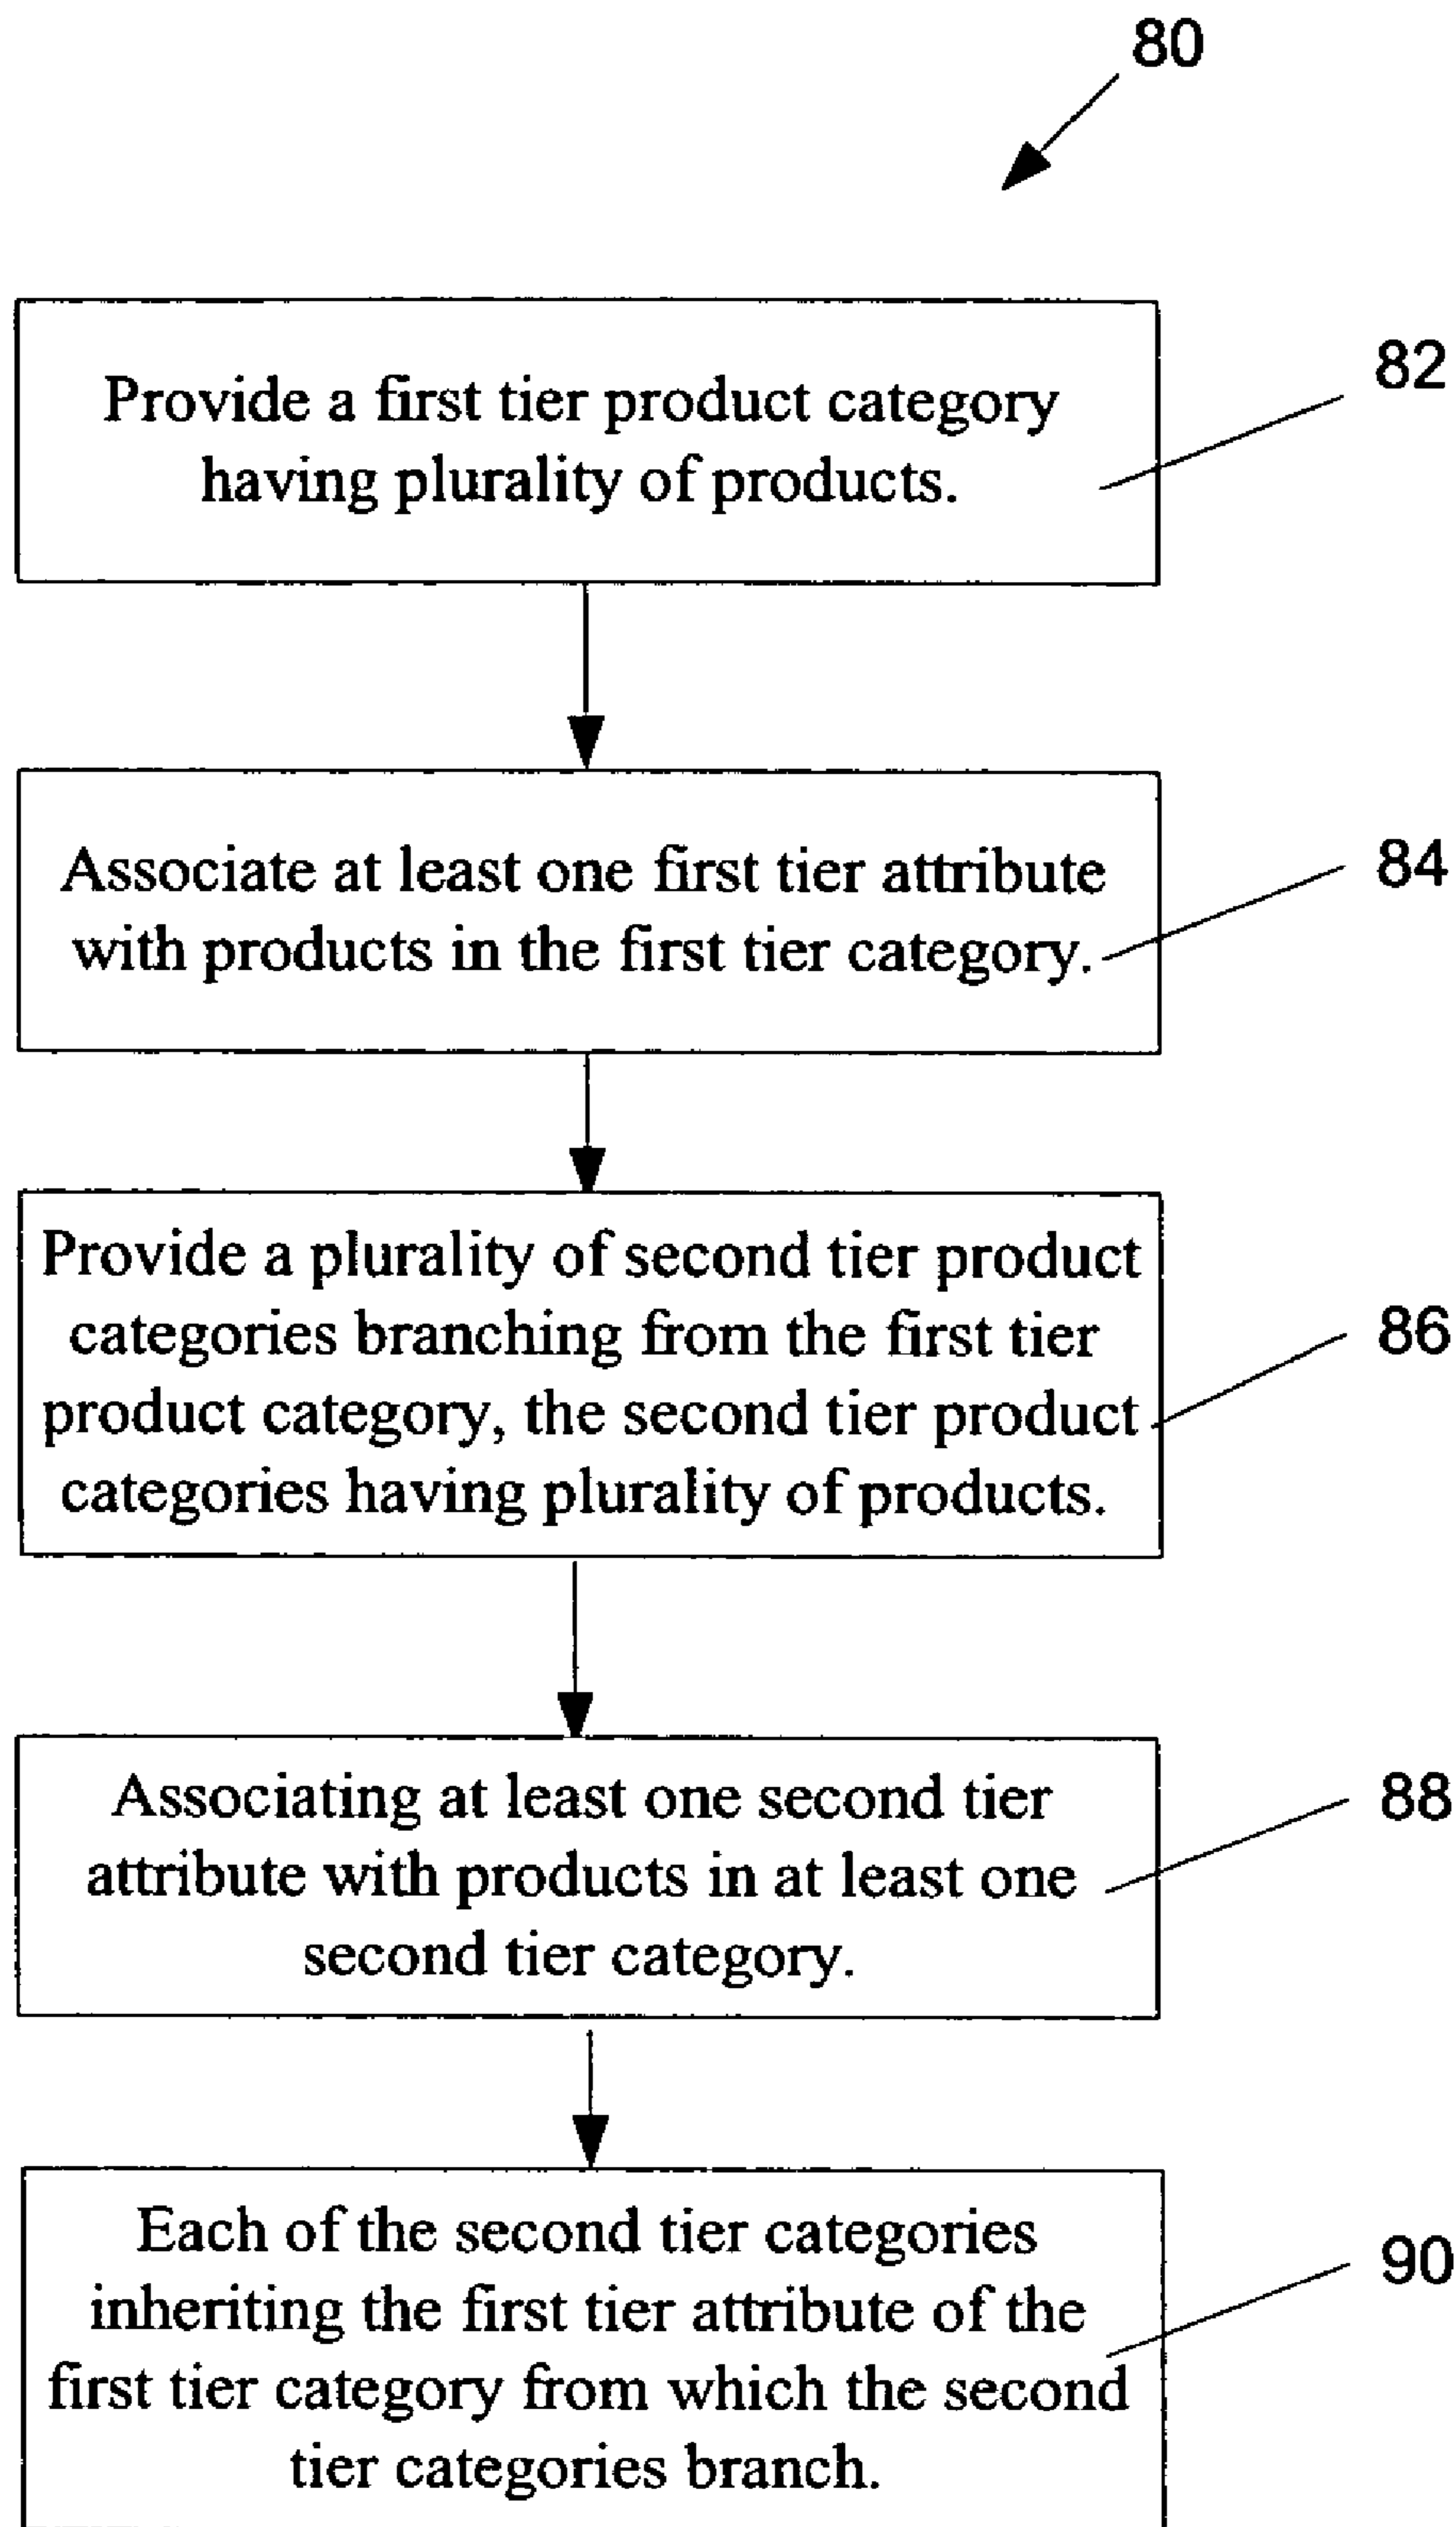 80
Provide a first tier product category
having plurality of products.
82
Associate at least one first tier attribute
with products in the first tier category.
84
Provide a plurality of second tier product
categories branching from the first tier
product category, the second tier product
categories having plurality of products.
86
Associating at least one second tier
attribute with products in at least one
second tier category.
88
Each of the second tier categories
inheriting the first tier attribute of the
first tier category from which the second
tier categories branch.
90